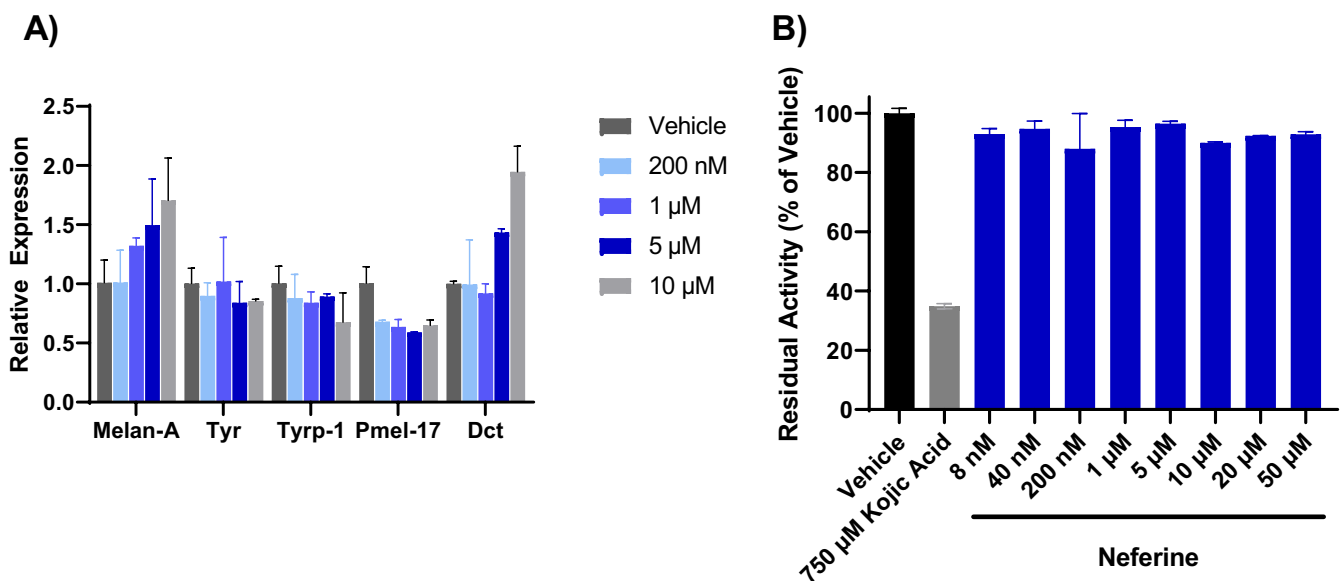 A)
Relative Expression
2.5
2.0
1.5
1.0
0.5
0.0
Melan-A Tyr Tyrp-1 Pmel-17 Dct
Vehicle
200 nM
1 µM
5 µM
10 µM
B)
Residual Activity (% of Vehicle)
100
80
60
40
20
0
Vehicle
750 µM Kojic Acid
8 nM
40 nM
200 nM
1 µM
5 µM
10 µM
20 µM
50 µM
Neferine